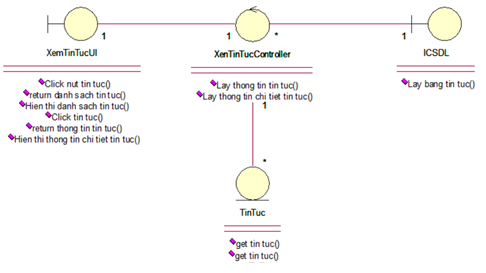 1 1 * 1
XemTinTucUI XenTinTucController ICSDL
Click nut tin tuc()
return danh sach tin tuc()
Hien thi danh sach tin tuc()
Click tin tuc()
return thong tin tin tuc()
Hien thi thong tin chi tiet tin tuc()
Lay thong tin tin tuc()
Lay thong tin chi tiet tin tuc()
Lay bang tin tuc()
1
*
TinTuc
get tin tuc()
get tin tuc()